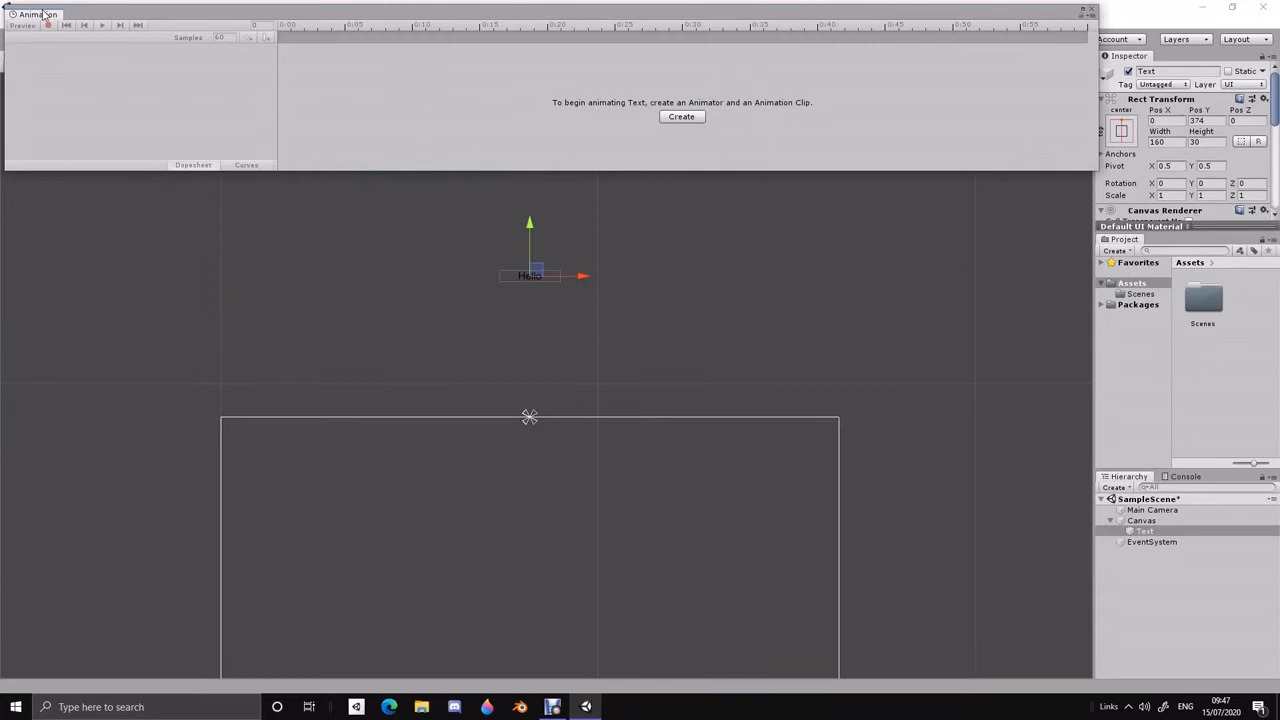 Animation
Preview
0
0:00
0:05
0:10
0:15
0:20
0:25
0:30
0:35
0:40
0:45
0:50
0:55
Samples
60
To begin animating Text, create an Animator and an Animation Clip.
Create
Dopesheet
Curves
Account
Layers
Layout
Inspector
Text
Static
Tag
Untagged
Layer
UI
Rect Transform
center
top
Pos X
Pos Y
Pos Z
0
374
0
Width
Height
160
30
R
Anchors
Pivot
X 0.5
Y 0.5
Rotation
X 0
Y 0
Z 0
Scale
X 1
Y 1
Z 1
Canvas Renderer
Default UI Material
Project
Create
Favorites
Assets
Scenes
Packages
Assets
Scenes
Hello
Hierarchy
Console
Create
All
SampleScene*
Main Camera
Canvas
Text
EventSystem
Type here to search
Links
09:47
15/07/2020